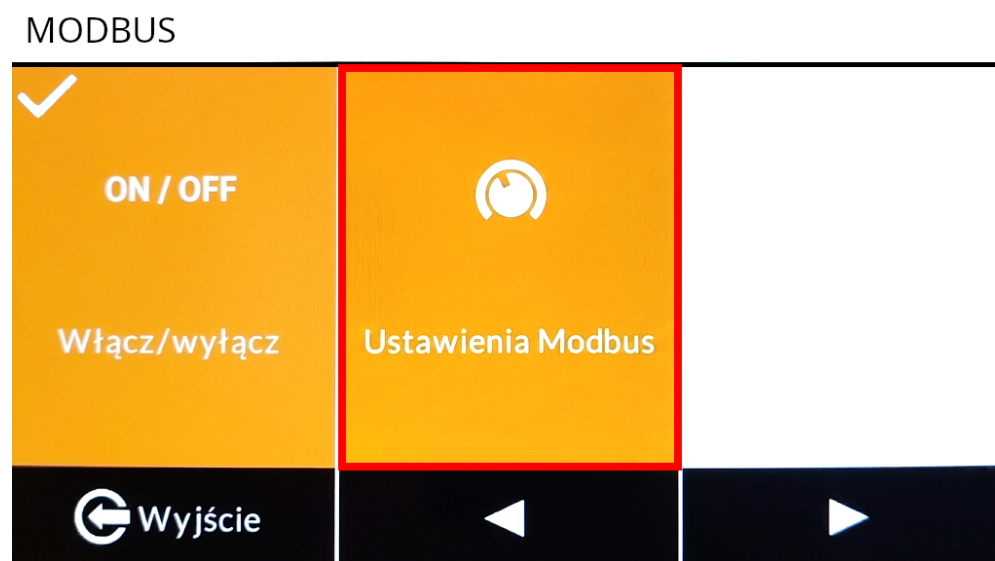 MODBUS
ON / OFF
Włącz/wyłącz
Ustawienia Modbus
Wyjście